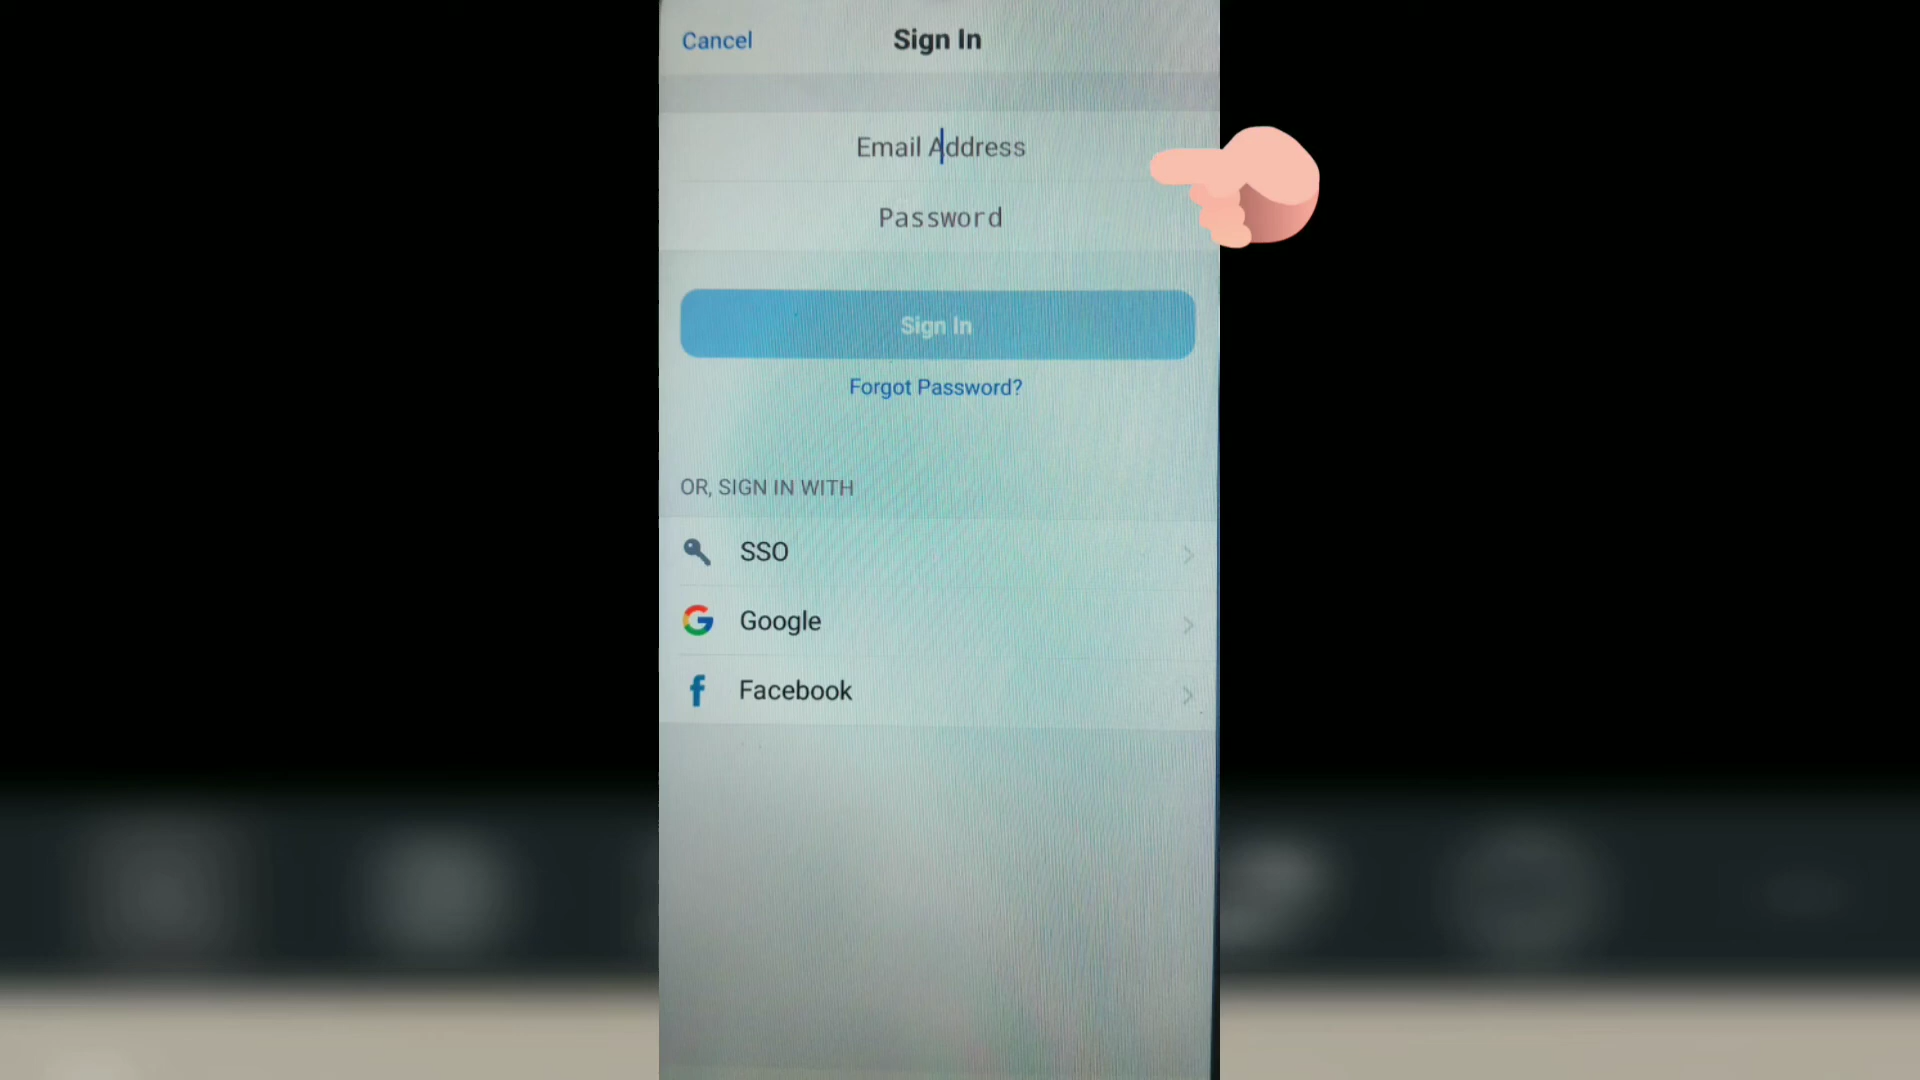 Cancel
Sign In
Email Address
Password
Sign In
Forgot Password?
OR, SIGN IN WITH
SSO
Google
Facebook